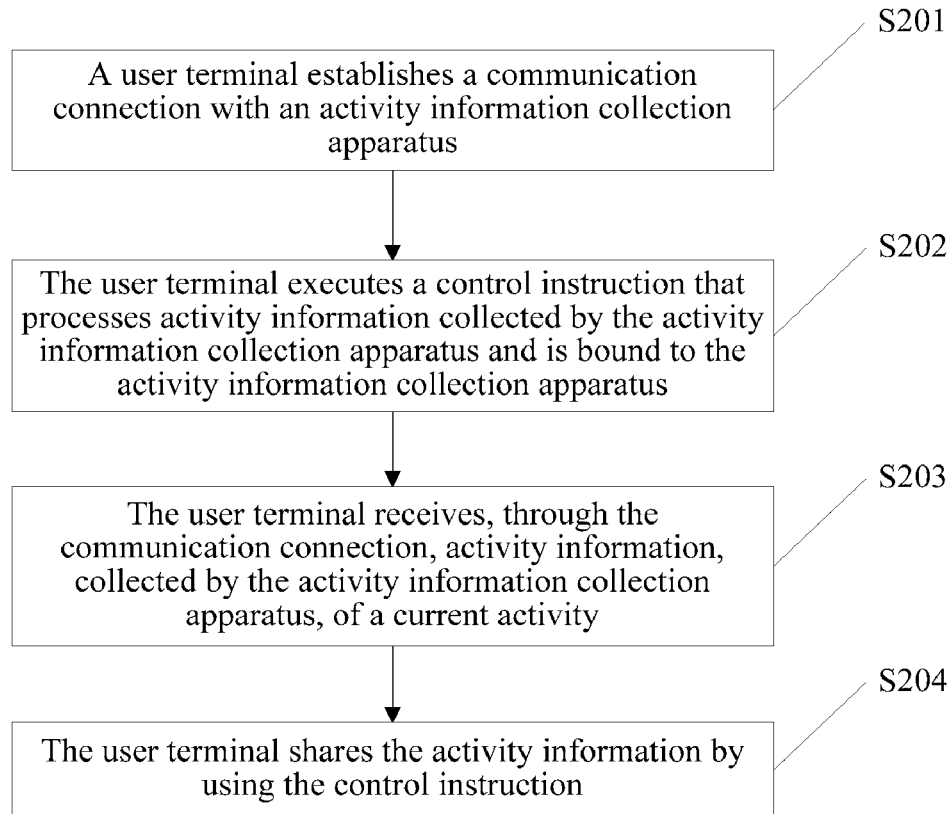 S201
A user terminal establishes a communication
connection with an activity information collection
apparatus
S202
The user terminal executes a control instruction that
processes activity information collected by the activity
information collection apparatus and is bound to the
activity information collection apparatus
S203
The user terminal receives, through the
communication connection, activity information,
collected by the activity information collection
apparatus, of a current activity
S204
The user terminal shares the activity information by
using the control instruction